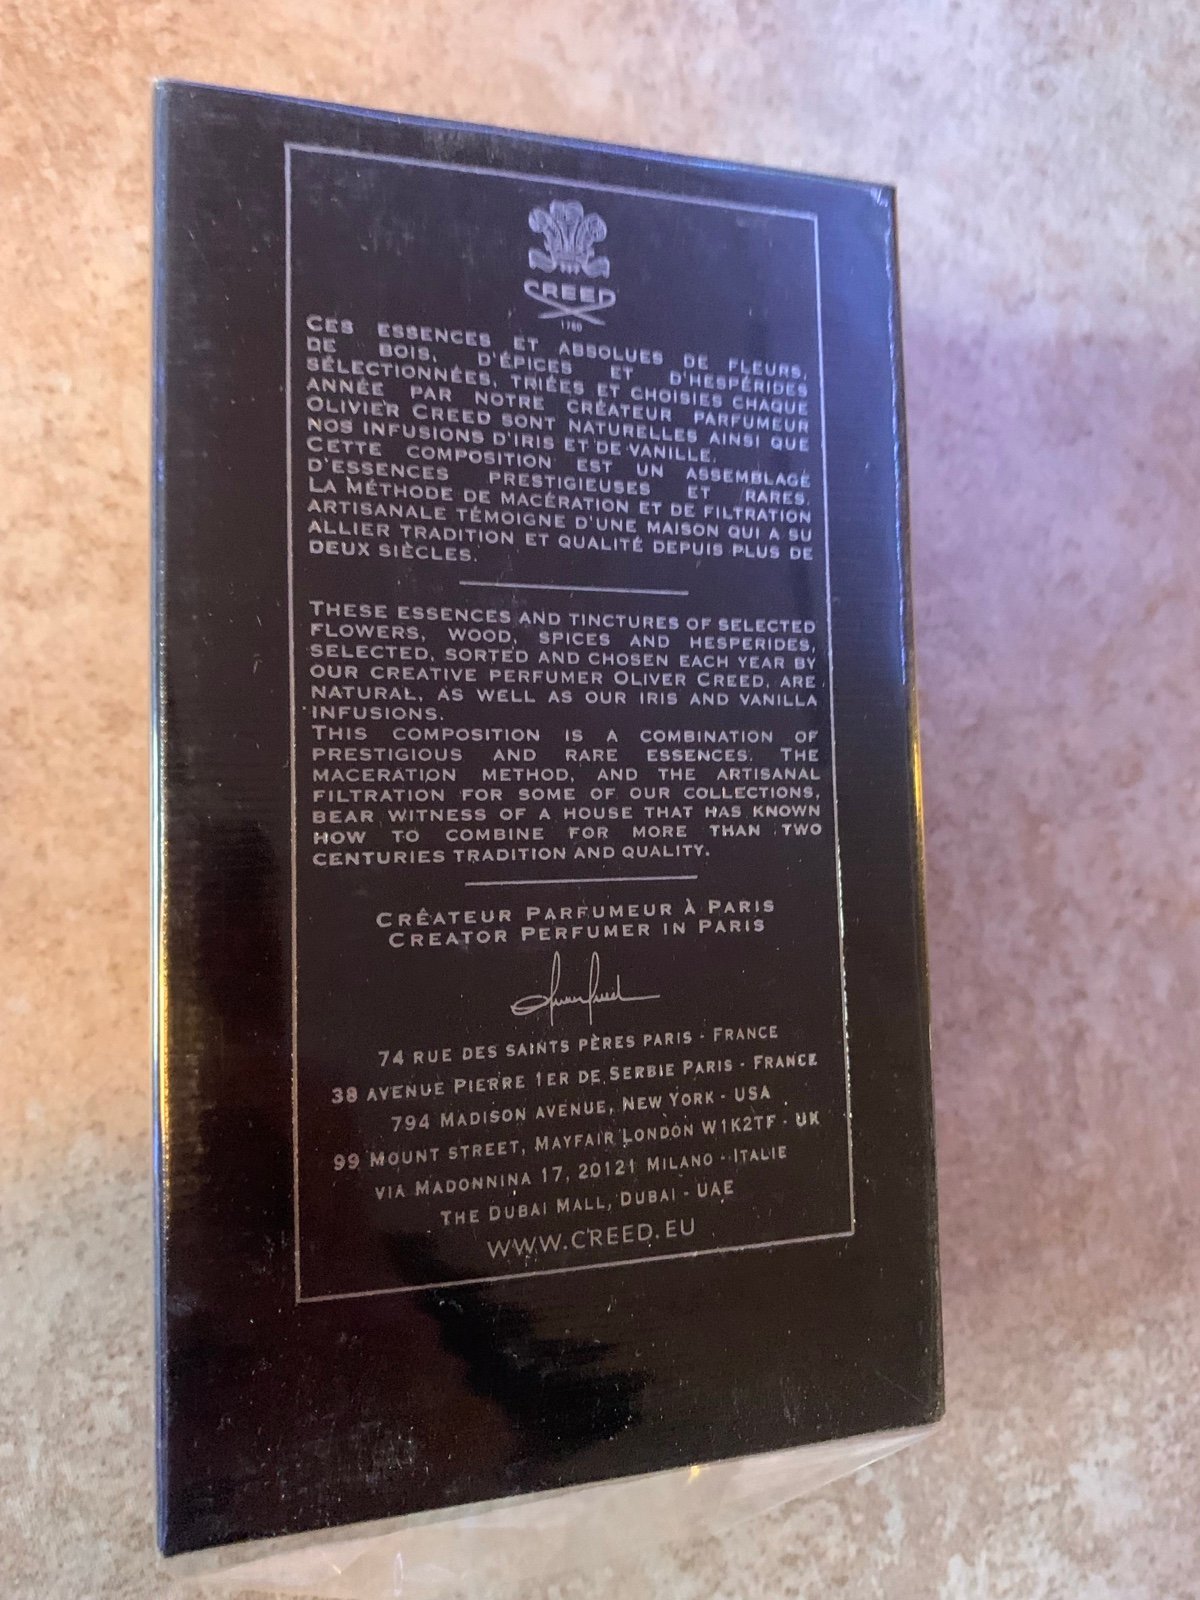 CREED
1760
CES ESSENCES ET ABSOLUES DE FLEURS,
DE BOIS, D'ÉPICES ET D'HESPÉRIDES
SÉLECTIONNÉES, TRIÉES ET CHOISIES CHAQUE
ANNÉE PAR NOTRE CRÉATEUR PARFUMEUR
OLIVIER CREED SONT NATURELLES AINSI QUE
NOS INFUSIONS D'IRIS ET DE VANILLE.
CETTE COMPOSITION EST UN ASSEMBLAGE
D'ESSENCES PRESTIGIEUSES ET RARES.
LA MÉTHODE DE MACÉRATION ET DE FILTRATION
ARTISANALE TÉMOIGNE D'UNE MAISON QUI A SU
ALLIER TRADITION ET QUALITÉ DEPUIS PLUS DE
DEUX SIÈCLES.
THESE ESSENCES AND TINCTURES OF SELECTED
FLOWERS, WOOD, SPICES AND HESPERIDES,
SELECTED, SORTED AND CHOSEN EACH YEAR BY
OUR CREATIVE PERFUMER OLIVER CREED, ARE
NATURAL, AS WELL AS OUR IRIS AND VANILLA
INFUSIONS.
THIS COMPOSITION IS A COMBINATION OF
PRESTIGIOUS AND RARE ESSENCES. THE
MACERATION METHOD, AND THE ARTISANAL
FILTRATION FOR SOME OF OUR COLLECTIONS,
BEAR WITNESS OF A HOUSE THAT HAS KNOWN
HOW TO COMBINE FOR MORE THAN TWO
CENTURIES TRADITION AND QUALITY.
CRÉATEUR PARFUMEUR À PARIS
CREATOR PERFUMER IN PARIS
74 RUE DES SAINTS PÈRES PARIS - FRANCE
38 AVENUE PIERRE 1ER DE SERBIE PARIS - FRANCE
794 MADISON AVENUE, NEW YORK - USA
99 MOUNT STREET, MAYFAIR LONDON W1K2TF - UK
VIA MADONNINA 17, 20121 MILANO - ITALIE
THE DUBAI MALL, DUBAI - UAE
WWW.CREED.EU